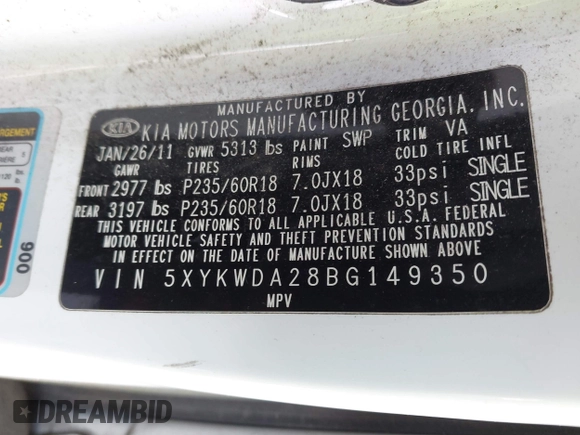 MANUFACTURED BY
KIA KIA MOTORS MANUFACTURING GEORGIA, INC.
JAN/26/11 GVWR 5313 lbs PAINT SWP TRIM VA
GAWR TIRES RIMS COLD TIRE INFL
FRONT 2977 lbs P235/60R18 7.0JX18 33psi SINGLE
REAR 3197 lbs P235/60R18 7.0JX18 33psi SINGLE
THIS VEHICLE CONFORMS TO ALL APPLICABLE U.S.A. FEDERAL
MOTOR VEHICLE SAFETY AND THEFT PREVENTION STANDARDS
IN EFFECT ON THE DATE OF MANUFACTURE SHOWN ABOVE.
VIN 5XYKWDA28BG149350
MPV
006
DREAMBID